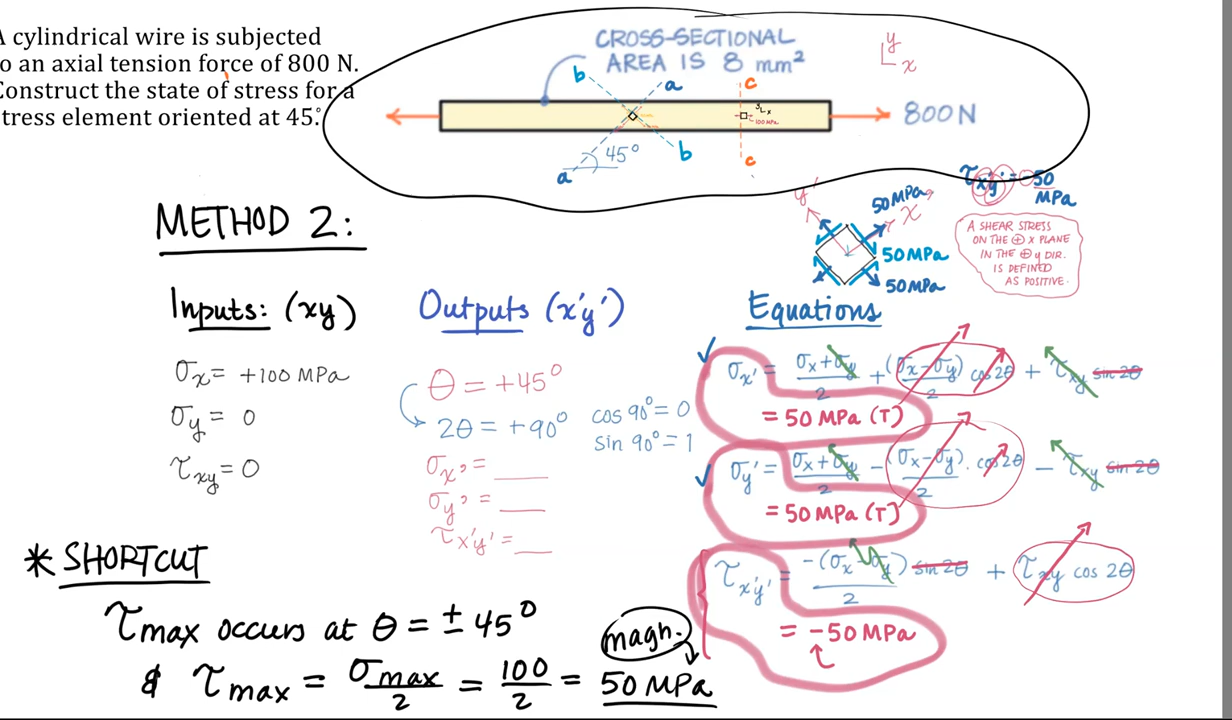 A cylindrical wire is subjected
to an axial tension force of 800 N.
Construct the state of stress for a
stress element oriented at 45°.
CROSS-SECTIONAL
AREA IS 8 mm²
y
x
b
a
c
x
100 MPa
800N
45°
a
b
c
METHOD 2:
y'
50 MPa
x'
50 MPa
50 MPa
τx'y' = -50
MPa
A SHEAR STRESS
ON THE ⊕ X PLANE
IN THE ⊕ y DIR.
IS DEFINED
AS POSITIVE.
Inputs: (xy)
σx = +100 MPa
σy = 0
τxy = 0
Outputs (x'y')
θ = +45°
2θ = +90°
cos 90° = 0
sin 90° = 1
σx' = ____
σy' = ____
τx'y' = ____
Equations
σx' = (σx + σy)/2 + (σx - σy)/2 cos 2θ + τxy sin 2θ
= 50 MPa (T)
σy' = (σx + σy)/2 - (σx - σy)/2 . cos 2θ - τxy sin 2θ
= 50 MPa (T)
τx'y' = -(σx - σy)/2 sin 2θ + τxy cos 2θ
= -50 MPa
* SHORTCUT
τmax occurs at θ = ± 45°
& τmax = σmax/2 = 100/2 = 50 MPa
magn.